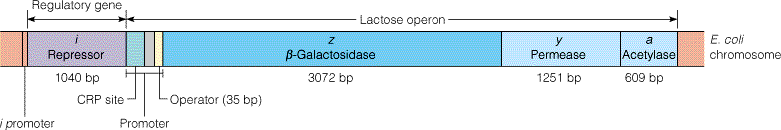 Regulatory gene
Lactose operon
i
Repressor
z
β-Galactosidase
y
Permease
a
Acetylase
E. coli
chromosome
1040 bp
3072 bp
1251 bp
609 bp
CRP site
Operator (35 bp)
i promoter
Promoter